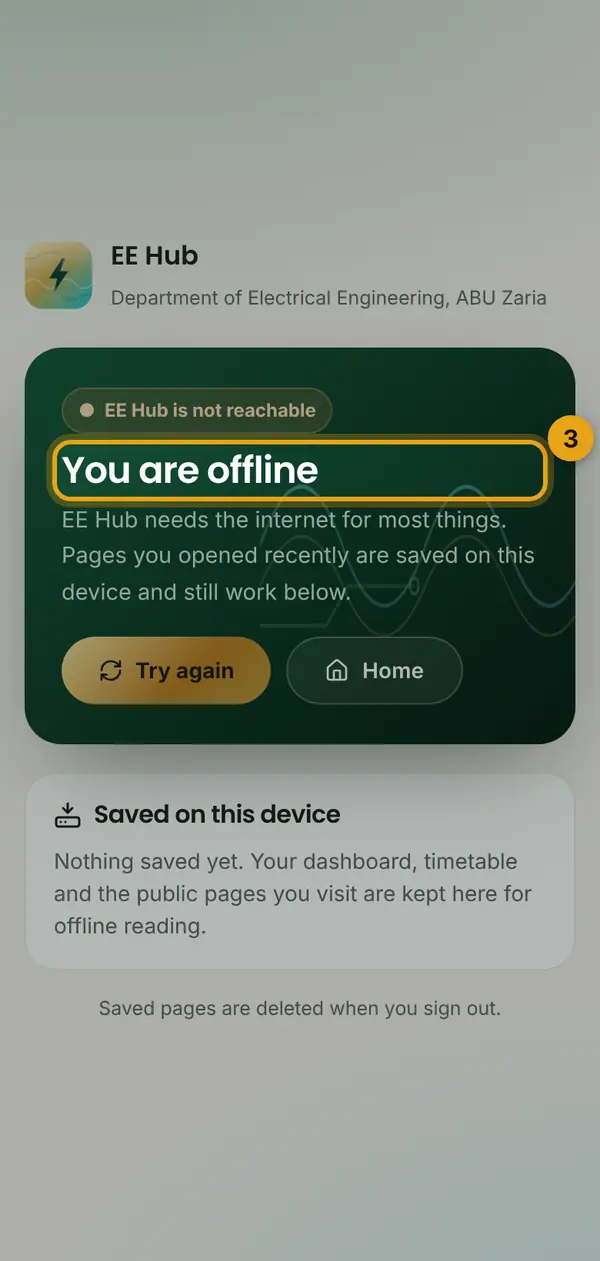 EE Hub
Department of Electrical Engineering, ABU Zaria
EE Hub is not reachable
3
You are offline
EE Hub needs the internet for most things.
Pages you opened recently are saved on this
device and still work below.
Try again
Home
Saved on this device
Nothing saved yet. Your dashboard, timetable
and the public pages you visit are kept here for
offline reading.
Saved pages are deleted when you sign out.